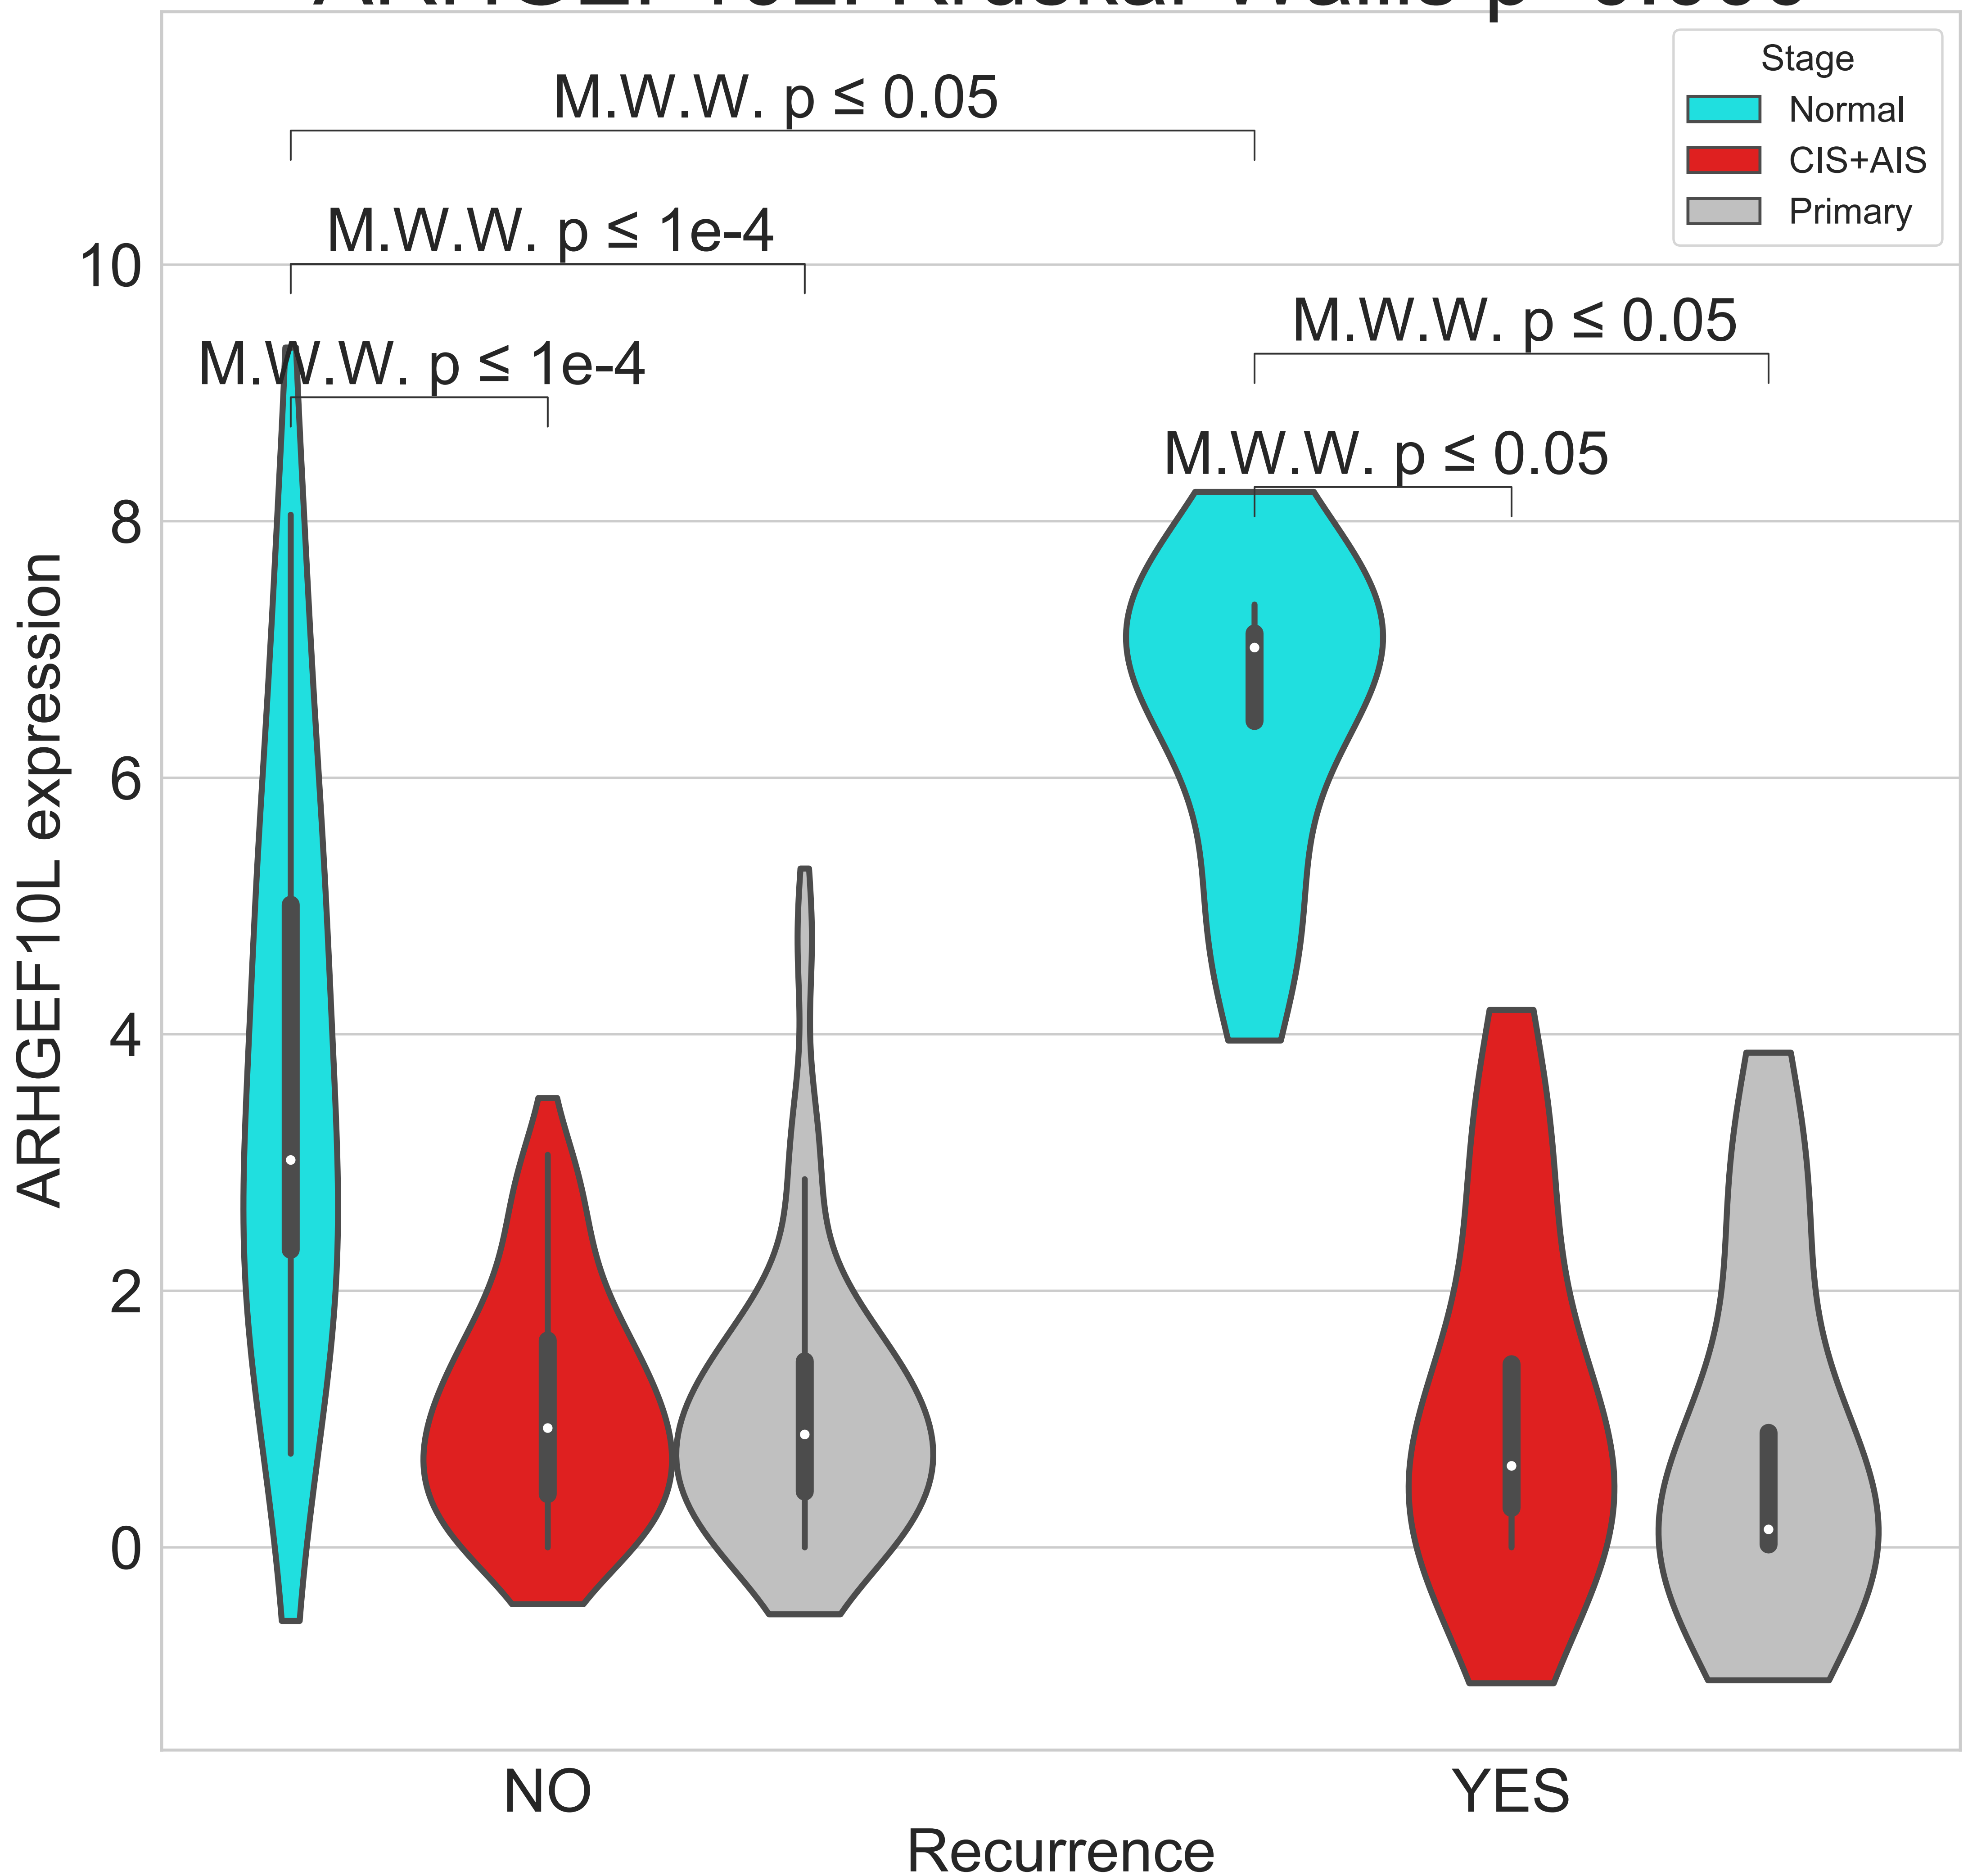 Stage
Normal
CIS+AIS
Primary
M.W.W. p ≤ 0.05
M.W.W. p ≤ 1e-4
M.W.W. p ≤ 0.05
M.W.W. p ≤ 1e-4
M.W.W. p ≤ 0.05
10
8
6
4
2
0
ARHGEF10L expression
NO
YES
Recurrence